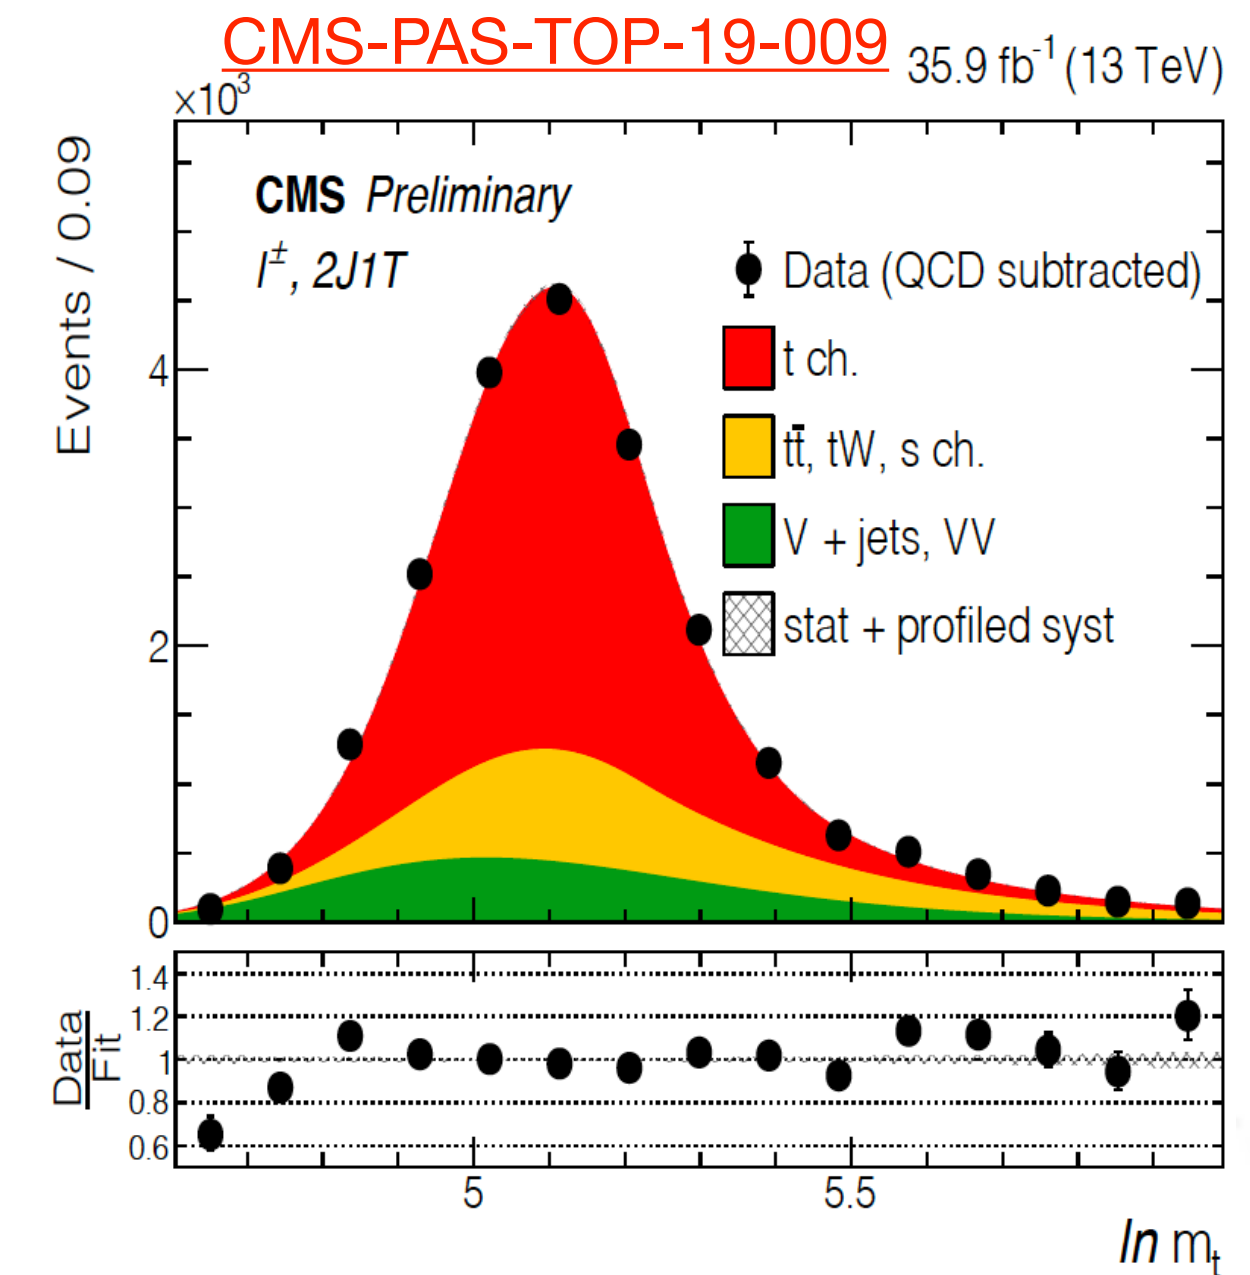 CMS-PAS-TOP-19-009 35.9 fb⁻¹ (13 TeV)
×10³
Events / 0.09
CMS Preliminary
l±, 2J1T
Data (QCD subtracted)
t ch.
tt̄, tW, s ch.
V + jets, VV
stat + profiled syst
4
2
0
Data
Fit
1.4
1.2
1
0.8
0.6
5 5.5
ln mₜ